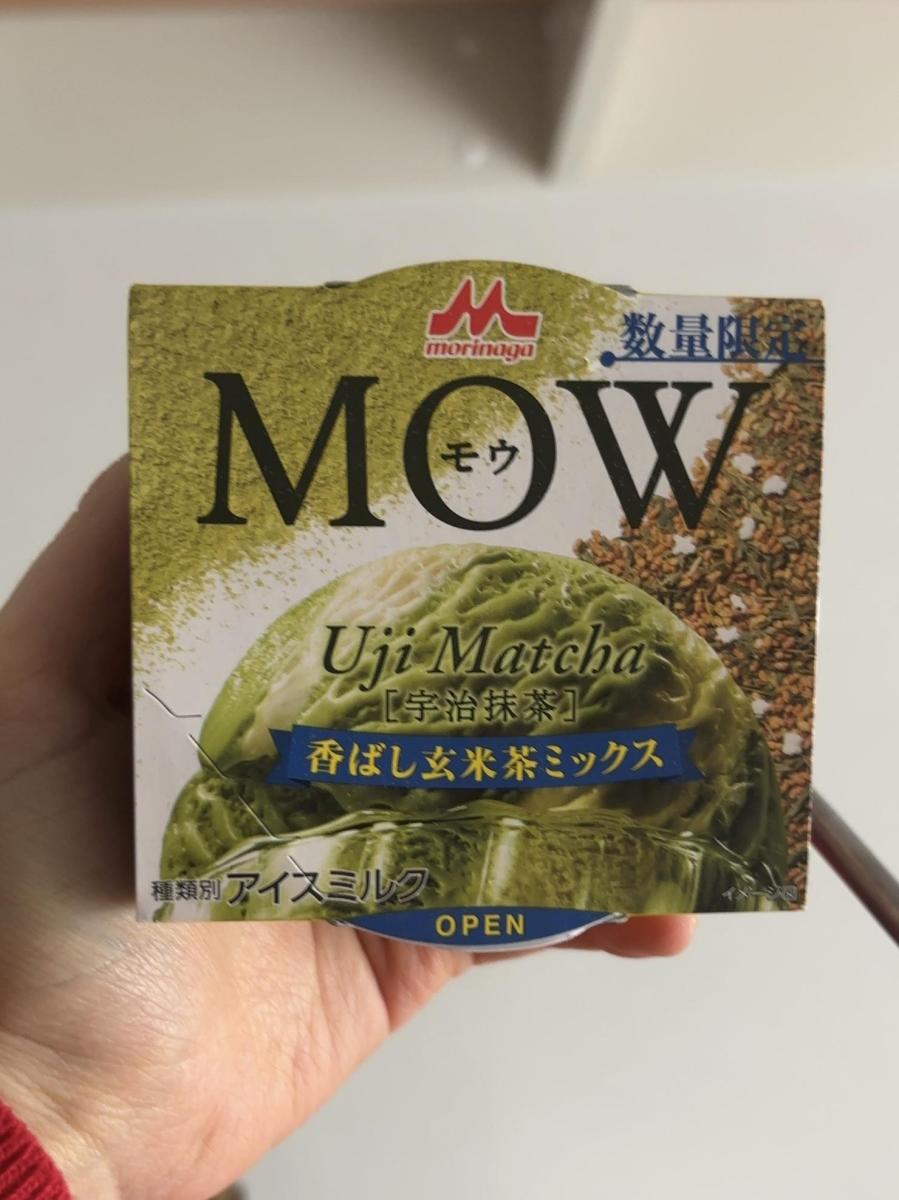 morinaga
数量限定
MOW
モウ
Uji Matcha
[宇治抹茶]
香ばし玄米茶ミックス
種類別 アイスミルク
イメージ図
OPEN